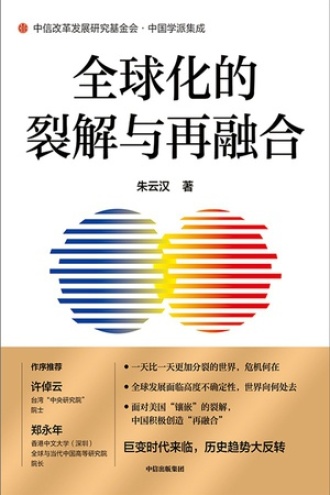 中信改革发展研究基金会·中国学派集成
全球化的
裂解与再融合
朱云汉 著
作序推荐
许倬云
台湾“中央研究院”
院士
郑永年
香港中文大学（深圳）
全球与当代中国高等研究院
院长
• 一天比一天更加分裂的世界，危机何在
• 全球发展面临高度不确定性，世界向何处去
• 面对美国“镶嵌”的裂解，
中国积极创造“再融合”
巨变时代来临，历史趋势大反转
中信出版集团